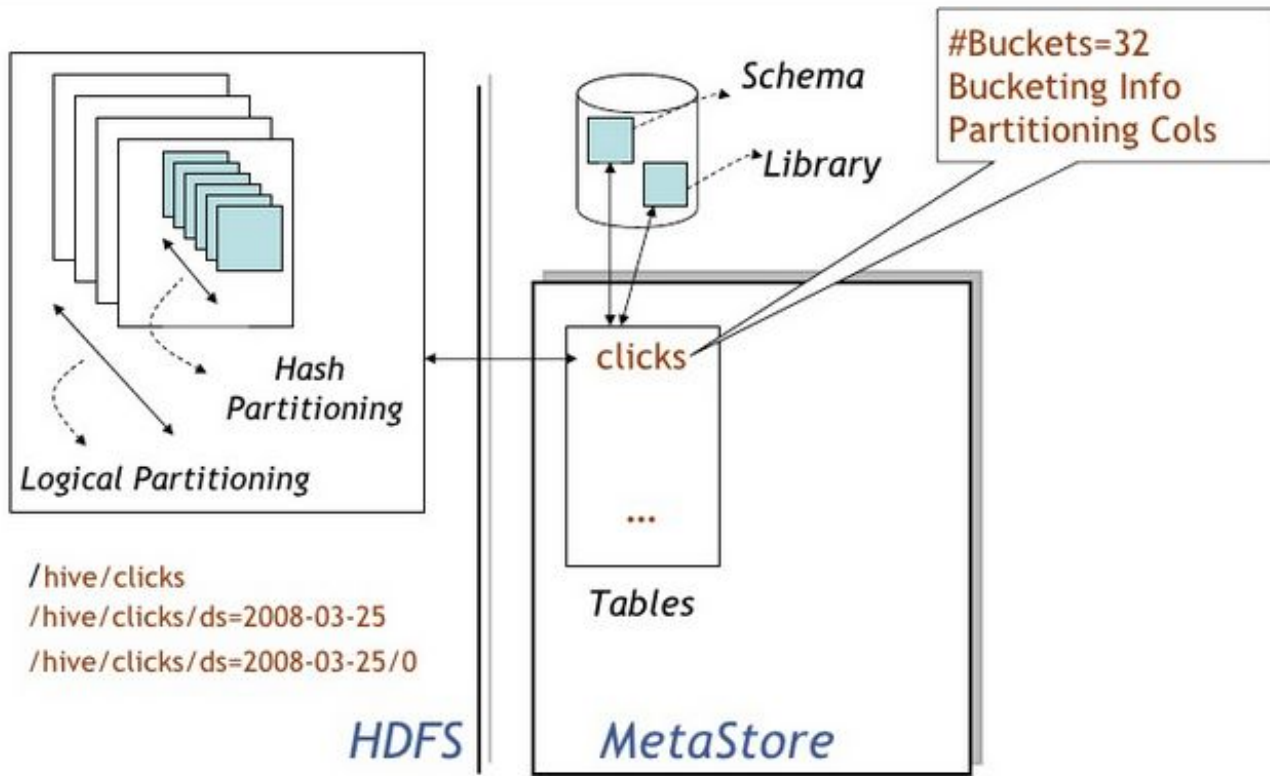 #Buckets=32
Bucketing Info
Partitioning Cols
Schema
Library
clicks
...
Tables
Hash
Partitioning
Logical Partitioning
/hive/clicks
/hive/clicks/ds=2008-03-25
/hive/clicks/ds=2008-03-25/0
HDFS
MetaStore